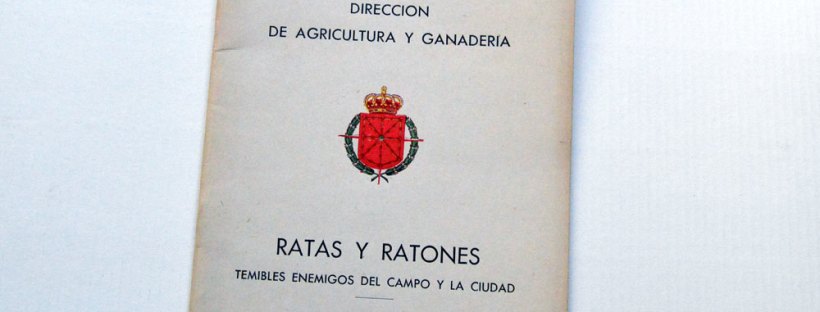 DIRECCION
DE AGRICULTURA Y GANADERIA
RATAS Y RATONES
TEMIBLES ENEMIGOS DEL CAMPO Y LA CIUDAD